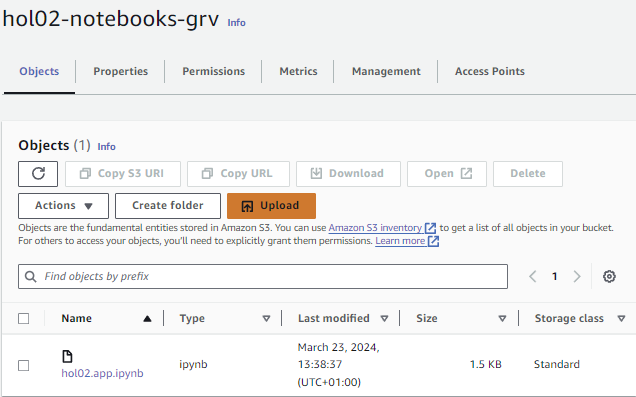 hol02-notebooks-grv Info
Objects Properties Permissions Metrics Management Access Points
Objects (1) Info
Copy S3 URI Copy URL Download Open Delete
Actions Create folder Upload
Objects are the fundamental entities stored in Amazon S3. You can use Amazon S3 inventory to get a list of all objects in your bucket.
For others to access your objects, you'll need to explicitly grant them permissions. Learn more
Find objects by prefix 1
Name Type Last modified Size Storage class
hol02.app.ipynb ipynb March 23, 2024, 13:38:37 (UTC+01:00) 1.5 KB Standard